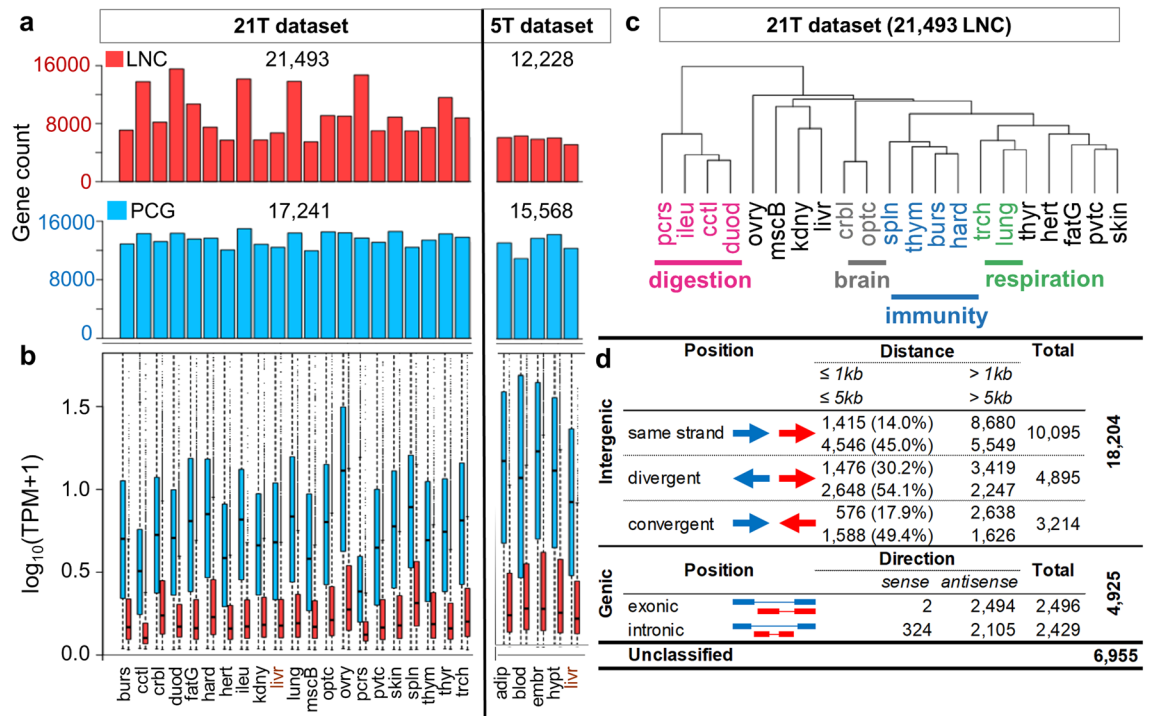 a
21T dataset
5T dataset
LNC
21,493
12,228
16000
8000
0
Gene count
PCG
17,241
15,568
16000
8000
0
b
log10(TPM+1)
1.5
1.0
0.5
0.0
burs
cctl
crbl
duod
fatG
hard
hert
ileu
kdny
livr
lung
mscB
optc
ovry
pcrs
pvtc
skin
spln
thym
thyr
trch
adip
blod
embr
hypt
livr
c
21T dataset (21,493 LNC)
pcrs
ileu
cctl
duod
ovry
mscB
kdny
livr
crbl
optc
spln
thym
burs
hard
trch
lung
thyr
hert
fatG
pvtc
skin
digestion
brain
respiration
immunity
d
Position Distance Total
≤ 1kb > 1kb
≤ 5kb > 5kb
Intergenic
same strand 1,415 (14.0%) 8,680 10,095
4,546 (45.0%) 5,549
divergent 1,476 (30.2%) 3,419 4,895
2,648 (54.1%) 2,247
convergent 576 (17.9%) 2,638 3,214
1,588 (49.4%) 1,626
18,204
Genic
Position Direction Total
sense antisense
exonic 2 2,494 2,496
intronic 324 2,105 2,429
4,925
Unclassified 6,955